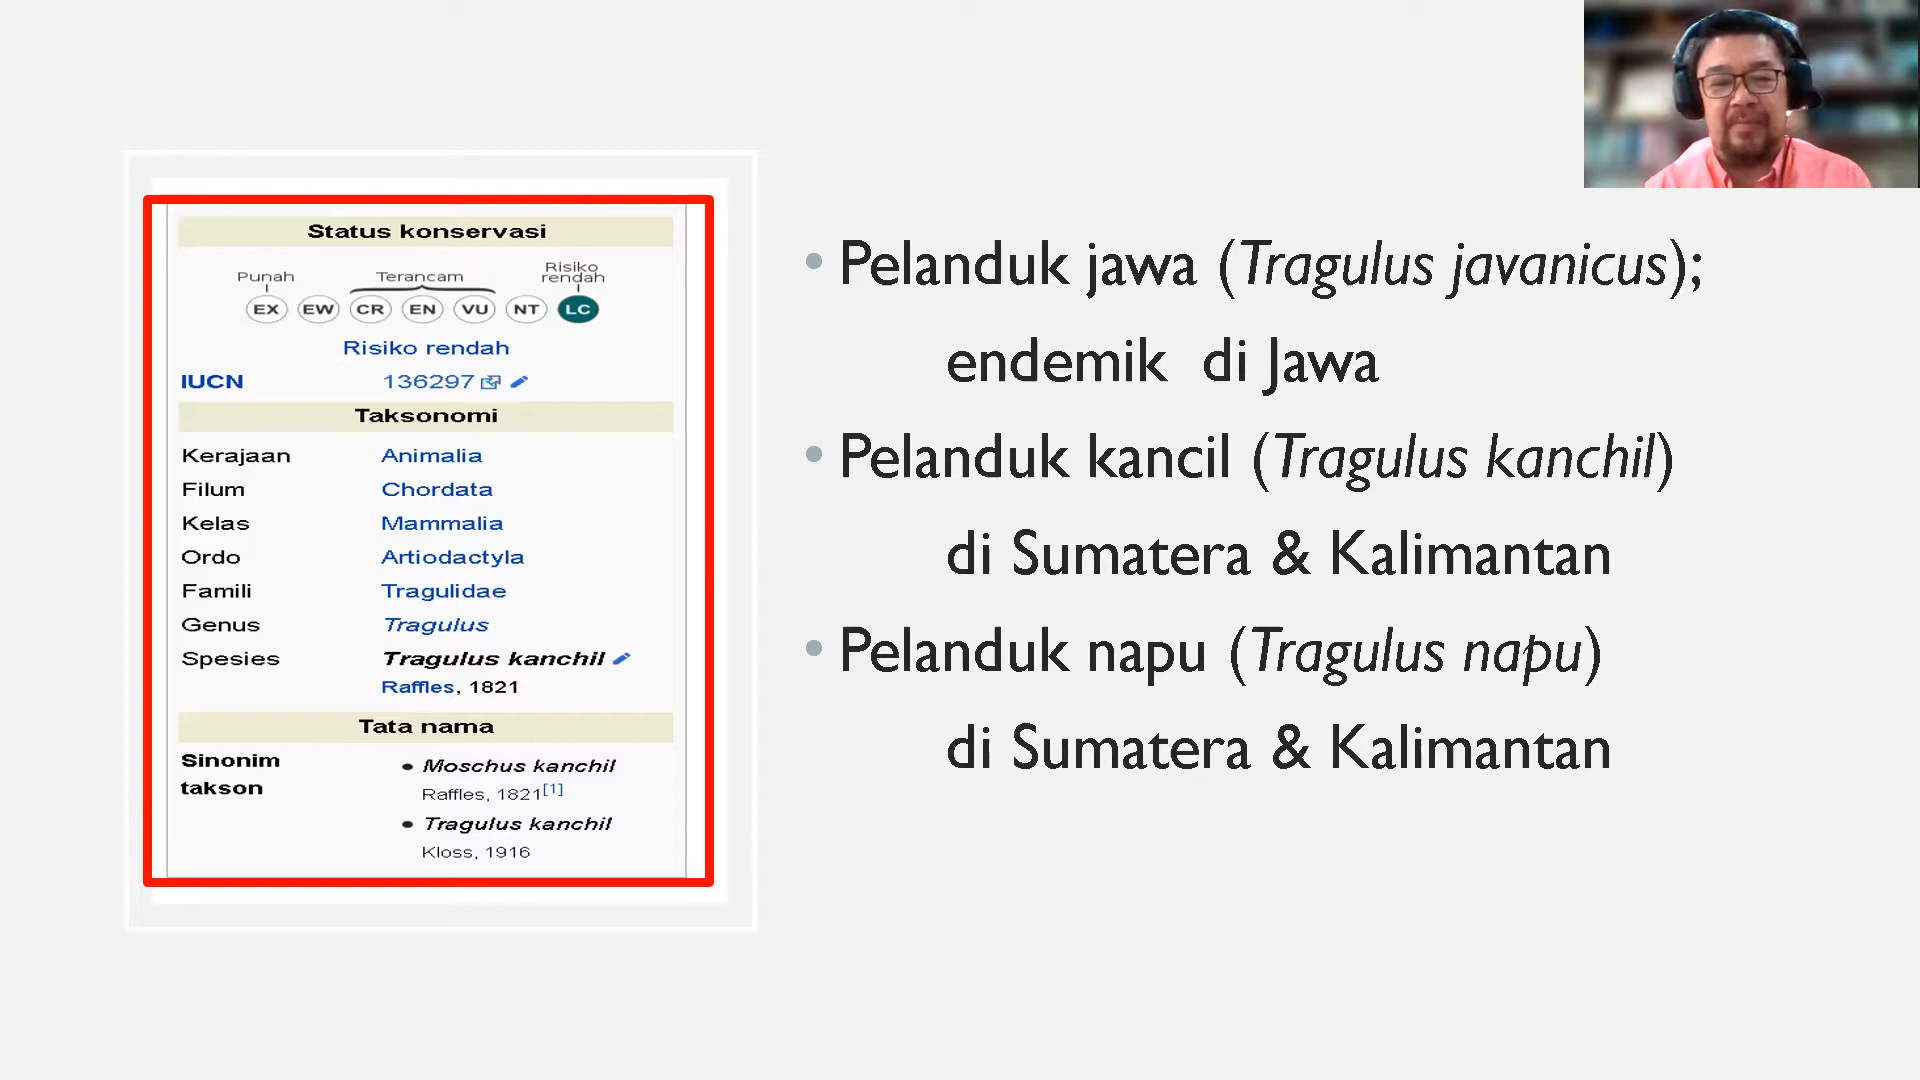 Status konservasi
Punah Terancam Risiko rendah
EX EW CR EN VU NT LC
Risiko rendah
IUCN 136297
Taksonomi
Kerajaan Animalia
Filum Chordata
Kelas Mammalia
Ordo Artiodactyla
Famili Tragulidae
Genus Tragulus
Spesies Tragulus kanchil
Raffles, 1821
Tata nama
Sinonim takson
• Moschus kanchil
Raffles, 1821[1]
• Tragulus kanchil
Kloss, 1916
• Pelanduk jawa (Tragulus javanicus);
endemik di Jawa
• Pelanduk kancil (Tragulus kanchil)
di Sumatera & Kalimantan
• Pelanduk napu (Tragulus napu)
di Sumatera & Kalimantan